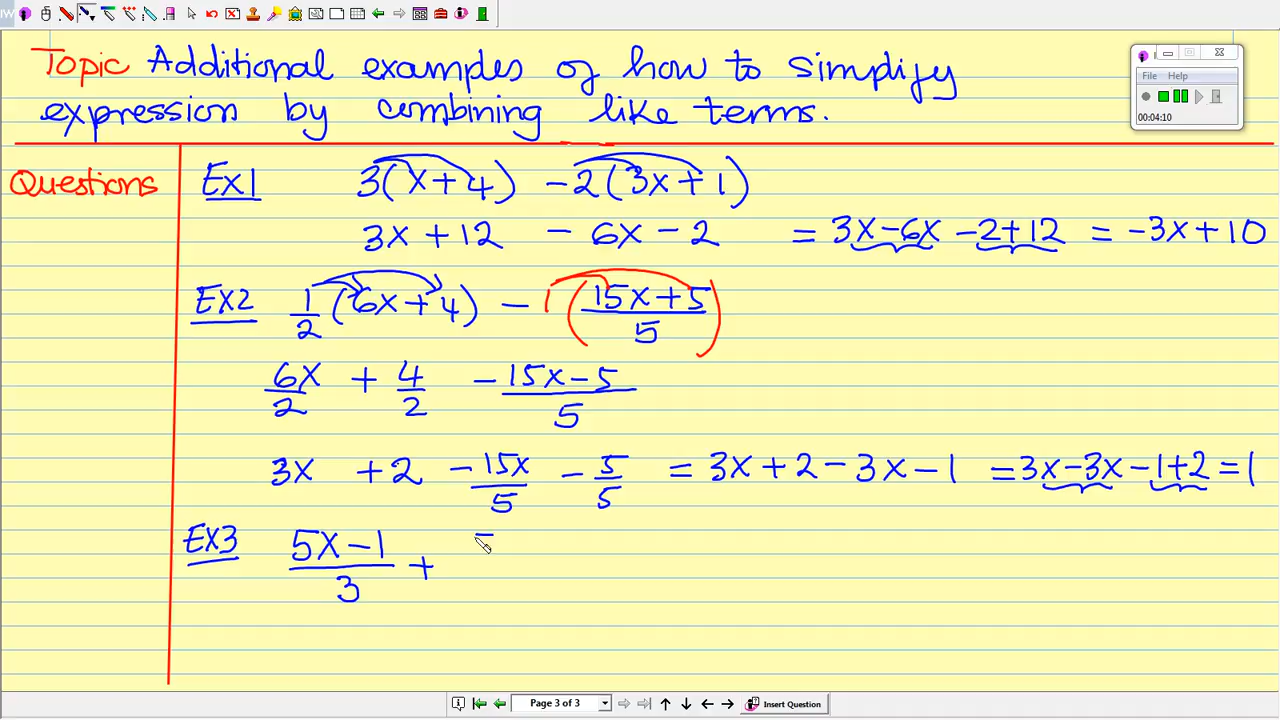 Topic Additional examples of how to simplify
expression by combining like terms.
File Help
00:04:10
Questions
Ex1 3(x+4) -2(3x+1)
3x+12 - 6x-2 = 3x-6x -2+12 = -3x+10
EX2 1/2 (6x+4) - 1((15x+5)/5)
6x/2 + 4/2 (-15x-5)/5
3x +2 -15x/5 - 5/5 = 3x+2-3x-1 = 3x-3x-1+2=1
EX3 (5x-1)/3 +
Page 3 of 3
Insert Question